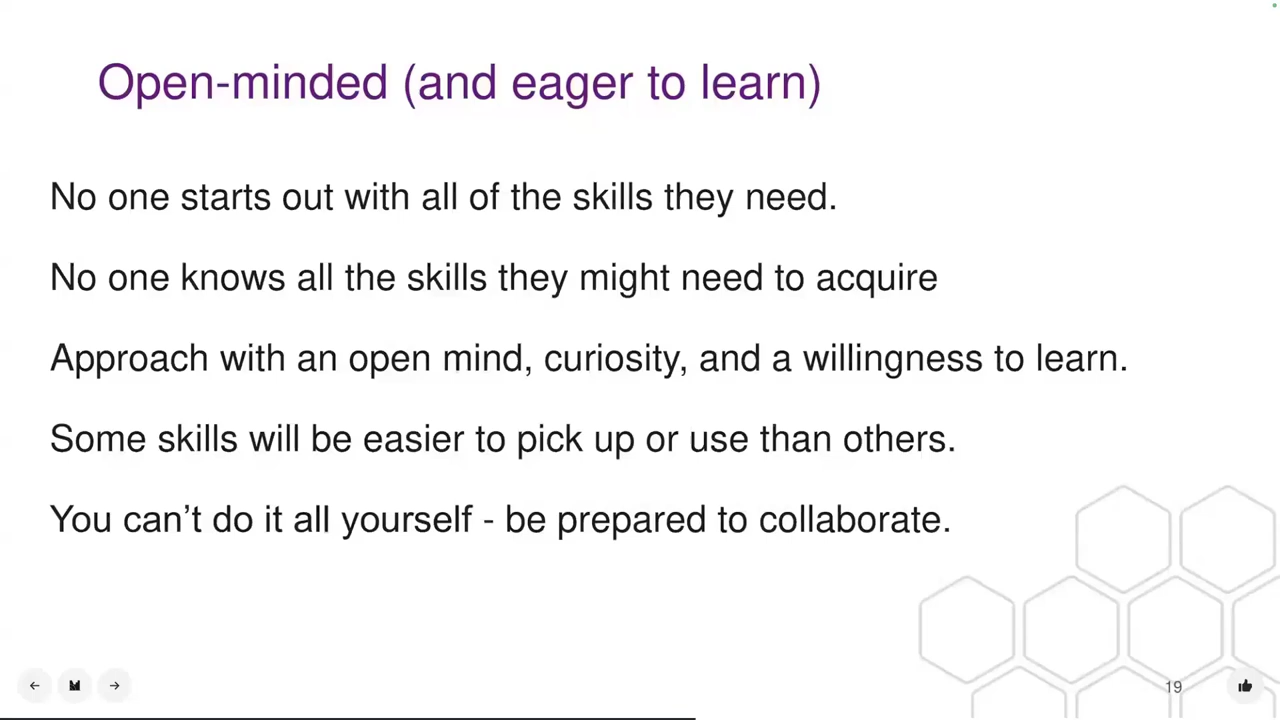 Open-minded (and eager to learn)
No one starts out with all of the skills they need.
No one knows all the skills they might need to acquire
Approach with an open mind, curiosity, and a willingness to learn.
Some skills will be easier to pick up or use than others.
You can’t do it all yourself - be prepared to collaborate.
19